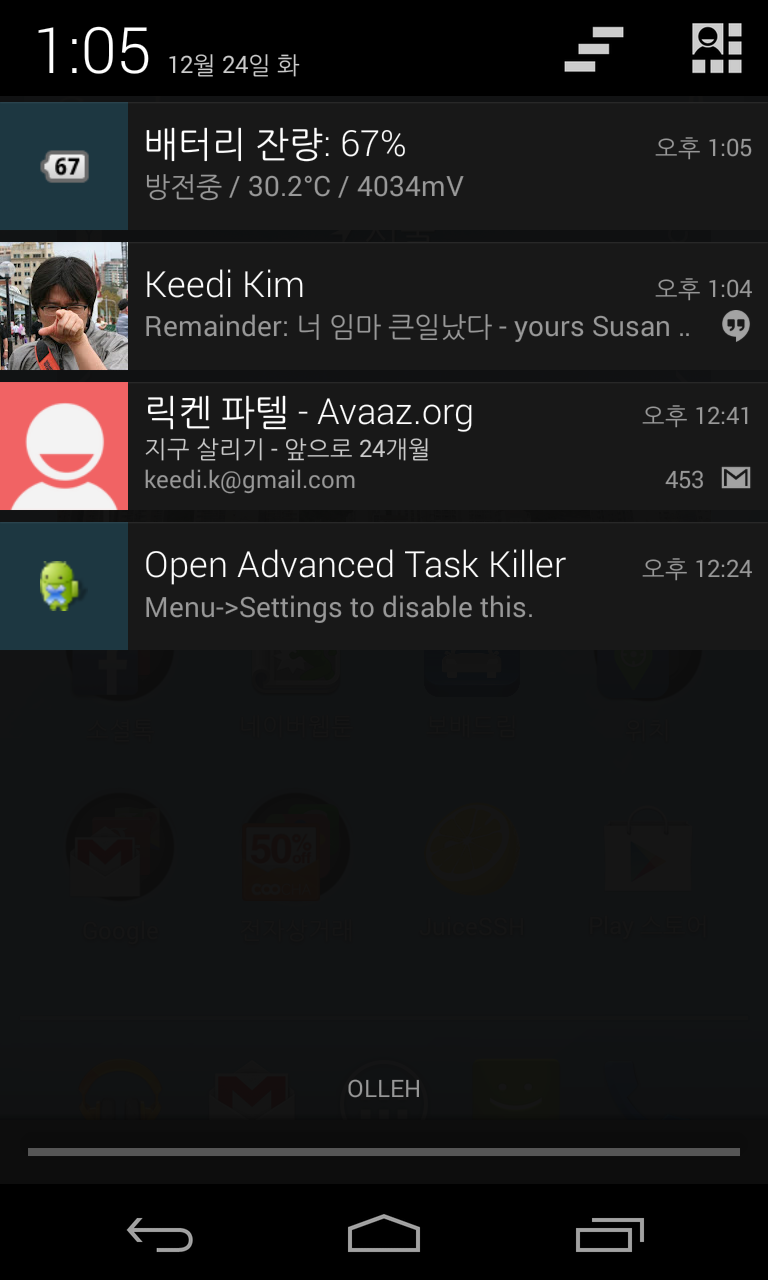 1:05 12월 24일 화
67
배터리 잔량: 67%
오후 1:05
방전중 / 30.2°C / 4034mV
Keedi Kim
오후 1:04
Remainder: 너 임마 큰일났다 - yours Susan ..
릭켄 파텔 - Avaaz.org
오후 12:41
지구 살리기 - 앞으로 24개월
keedi.k@gmail.com
453
Open Advanced Task Killer
오후 12:24
Menu->Settings to disable this.
50%
Google
OLLEH